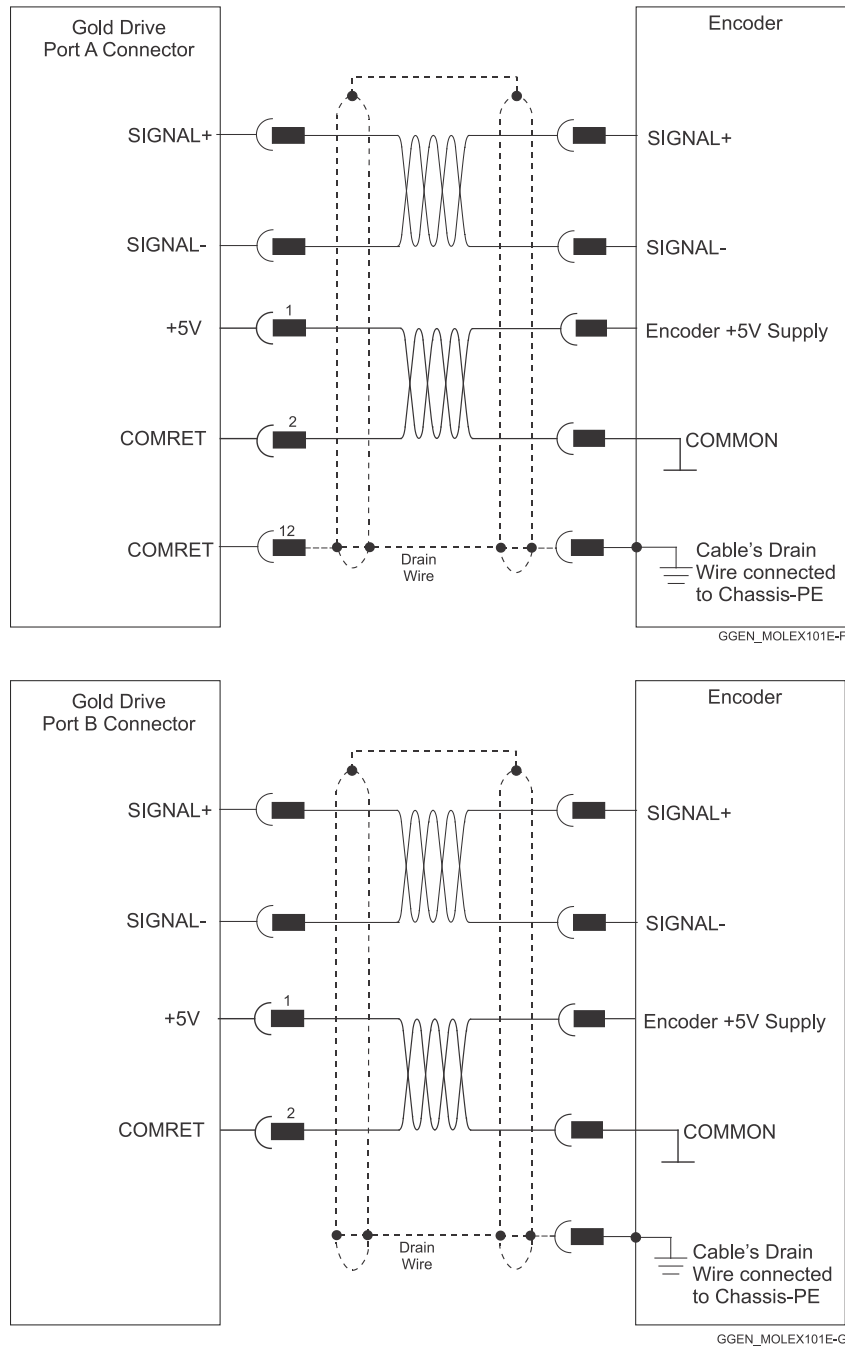 Gold Drive
Port A Connector
Encoder
SIGNAL+
SIGNAL+
SIGNAL-
SIGNAL-
+5V
1
Encoder +5V Supply
COMRET
2
COMMON
COMRET
12
Drain
Wire
Cable's Drain
Wire connected
to Chassis-PE
GGEN_MOLEX101E-F
Gold Drive
Port B Connector
Encoder
SIGNAL+
SIGNAL+
SIGNAL-
SIGNAL-
+5V
1
Encoder +5V Supply
COMRET
2
COMMON
Drain
Wire
Cable's Drain
Wire connected
to Chassis-PE
GGEN_MOLEX101E-G